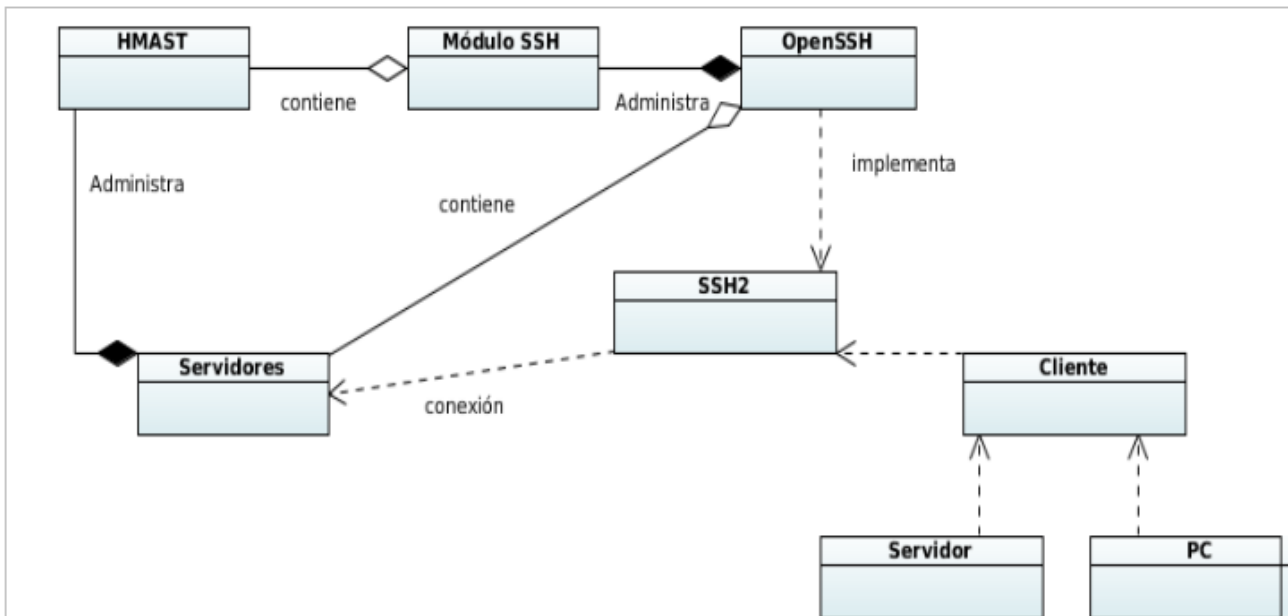 HMAST
Módulo SSH
OpenSSH
contiene
Administra
implementa
Administra
contiene
SSH2
Servidores
Cliente
conexión
Servidor
PC